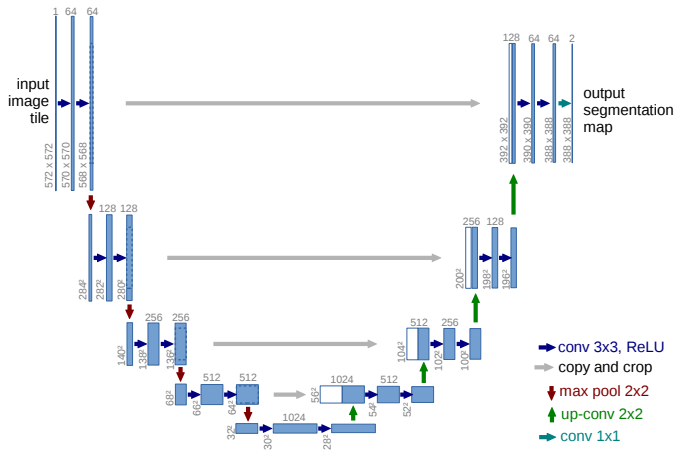 1 64 64
128 64 64 2
input
image
tile
output
segmentation
map
572 x 572
570 x 570
568 x 568
392 x 392
390 x 390
388 x 388
388 x 388
128 128
256 128
284²
282²
280²
200²
198²
196²
256 256
512 256
140²
138²
136²
104²
102²
100²
512 512
1024 512
68²
66²
64²
56²
54²
52²
1024
32²
30²
28²
conv 3x3, ReLU
copy and crop
max pool 2x2
up-conv 2x2
conv 1x1